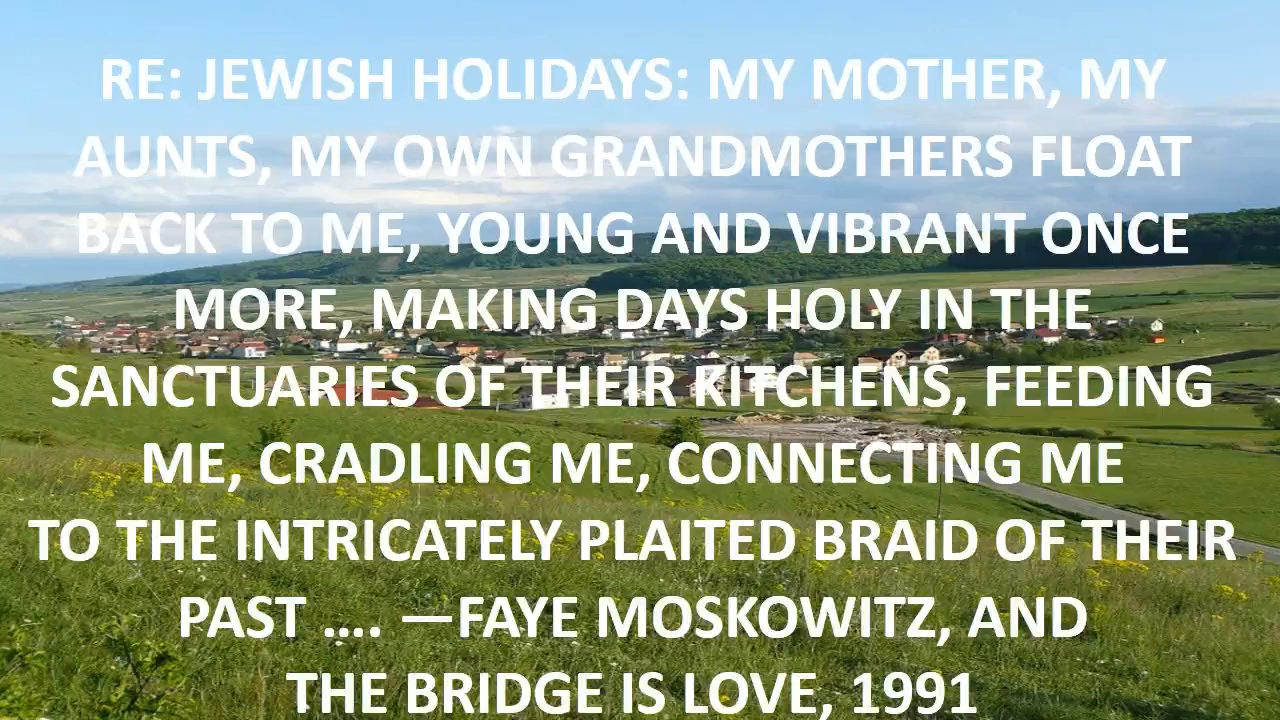 RE: JEWISH HOLIDAYS: MY MOTHER, MY
AUNTS, MY OWN GRANDMOTHERS FLOAT
BACK TO ME, YOUNG AND VIBRANT ONCE
MORE, MAKING DAYS HOLY IN THE
SANCTUARIES OF THEIR KITCHENS, FEEDING
ME, CRADLING ME, CONNECTING ME
TO THE INTRICATELY PLAITED BRAID OF THEIR
PAST …. —FAYE MOSKOWITZ, AND
THE BRIDGE IS LOVE, 1991